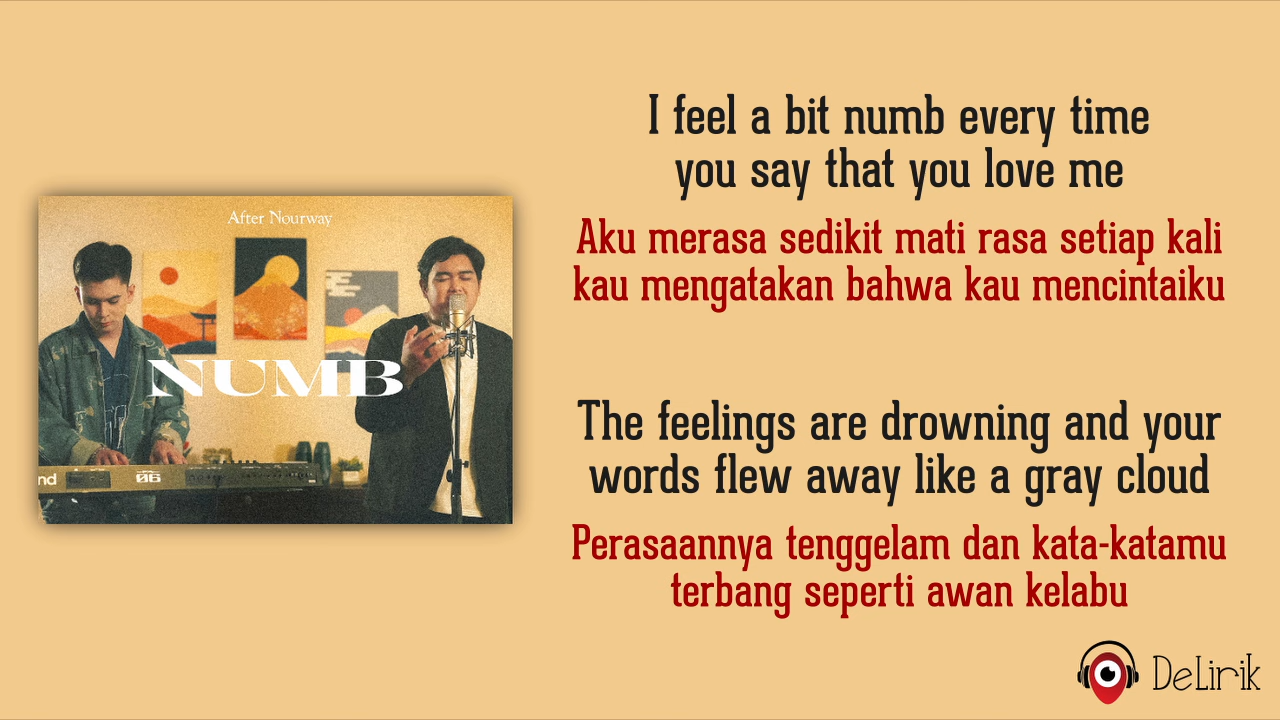 After Nourway
NUMB
nd
06
I feel a bit numb every time
you say that you love me
Aku merasa sedikit mati rasa setiap kali
kau mengatakan bahwa kau mencintaiku
The feelings are drowning and your
words flew away like a gray cloud
Perasaannya tenggelam dan kata-katamu
terbang seperti awan kelabu
DeLirik